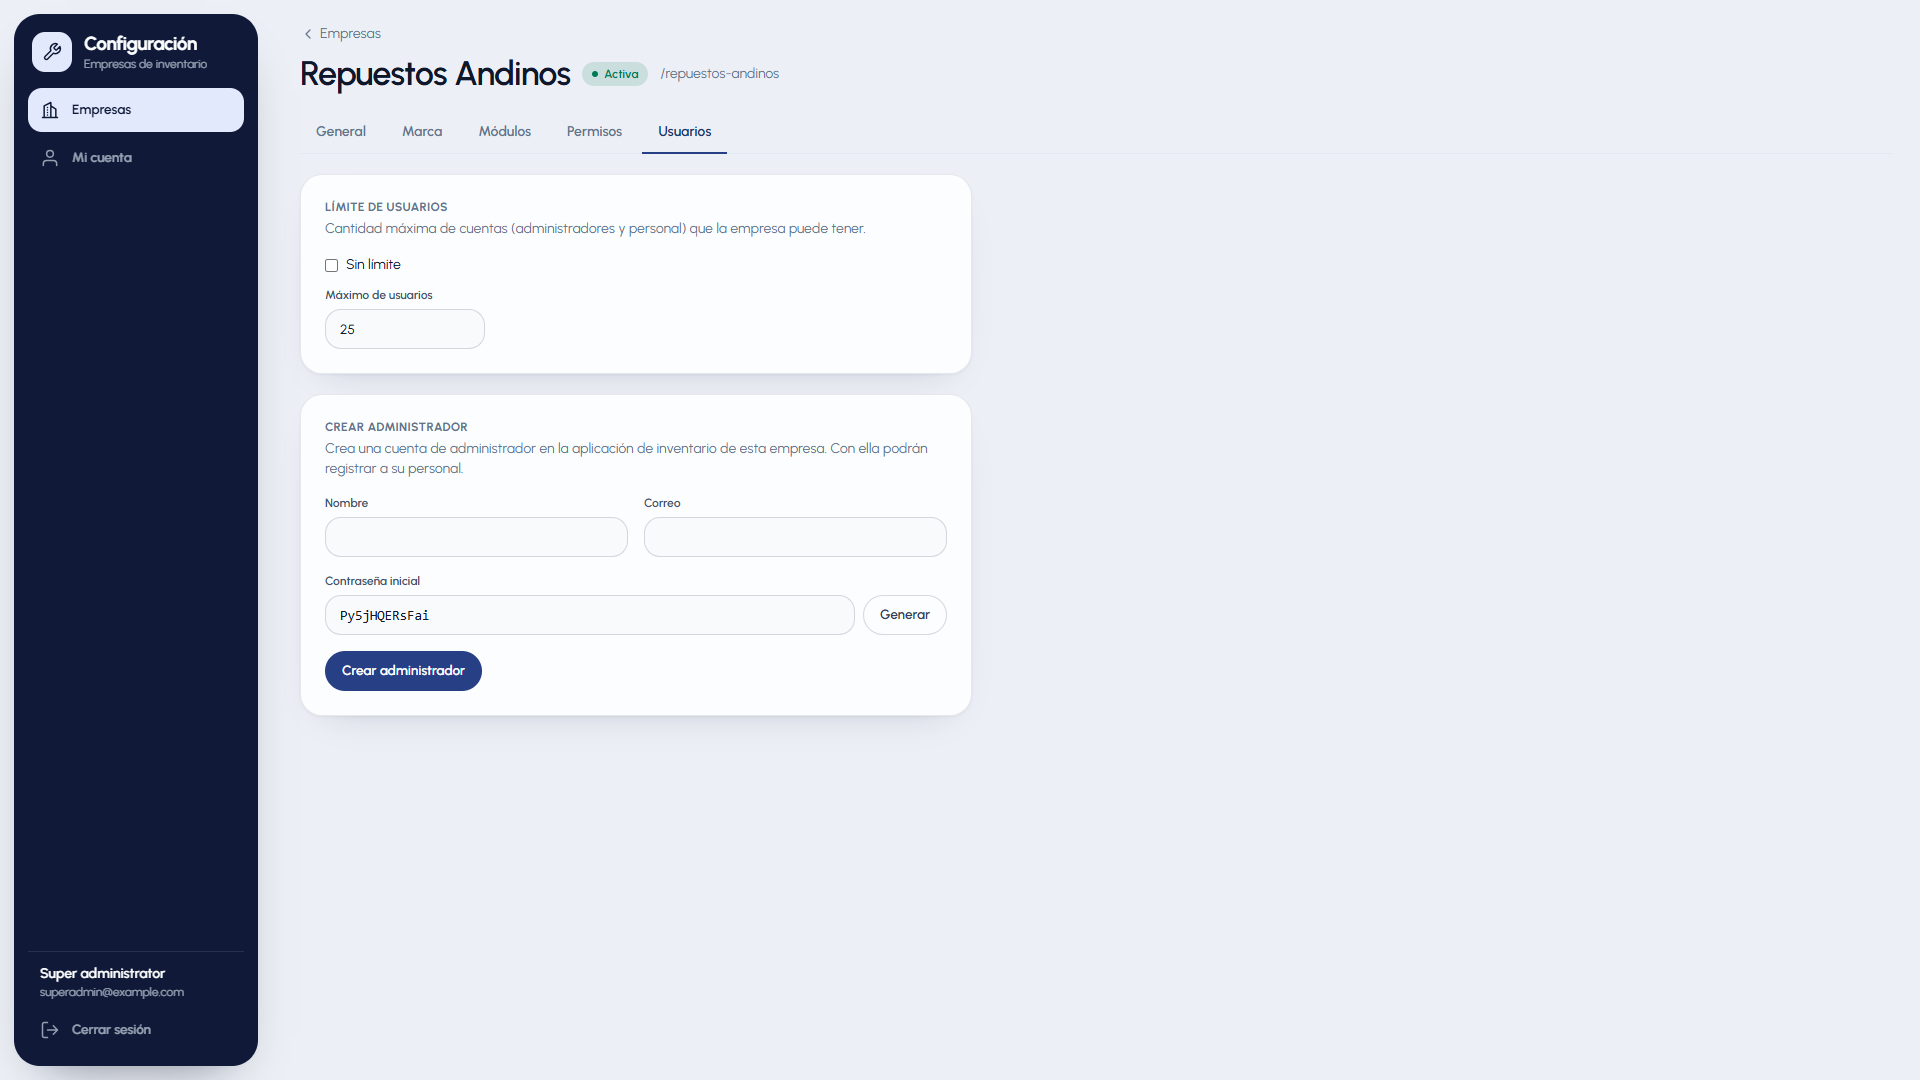 Configuración
Empresas de inventario
Empresas
Mi cuenta
Super administrator
superadmin@example.com
Cerrar sesión
Empresas
Repuestos Andinos
Activa
/repuestos-andinos
General
Marca
Módulos
Permisos
Usuarios
LÍMITE DE USUARIOS
Cantidad máxima de cuentas (administradores y personal) que la empresa puede tener.
Sin límite
Máximo de usuarios
25
CREAR ADMINISTRADOR
Crea una cuenta de administrador en la aplicación de inventario de esta empresa. Con ella podrán
registrar a su personal.
Nombre
Correo
Contraseña inicial
Py5jHQERsFai
Generar
Crear administrador